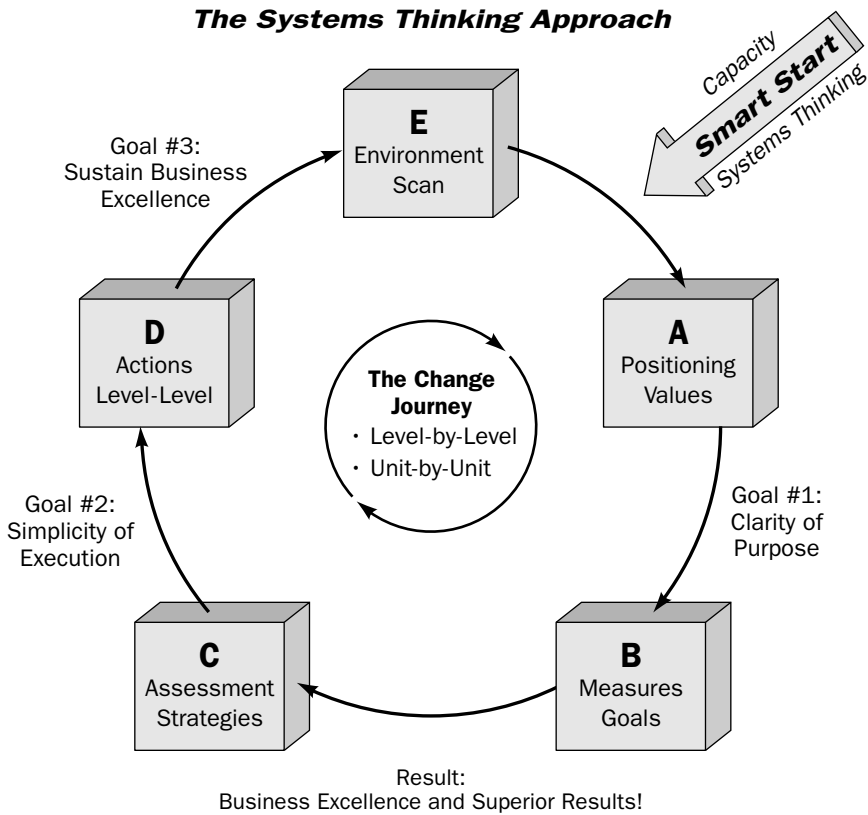 The Systems Thinking Approach
Capacity
Smart Start
Systems Thinking
E
Environment
Scan
Goal #3:
Sustain Business
Excellence
D
Actions
Level-Level
A
Positioning
Values
The Change
Journey
· Level-by-Level
· Unit-by-Unit
Goal #2:
Simplicity of
Execution
Goal #1:
Clarity of
Purpose
C
Assessment
Strategies
B
Measures
Goals
Result:
Business Excellence and Superior Results!